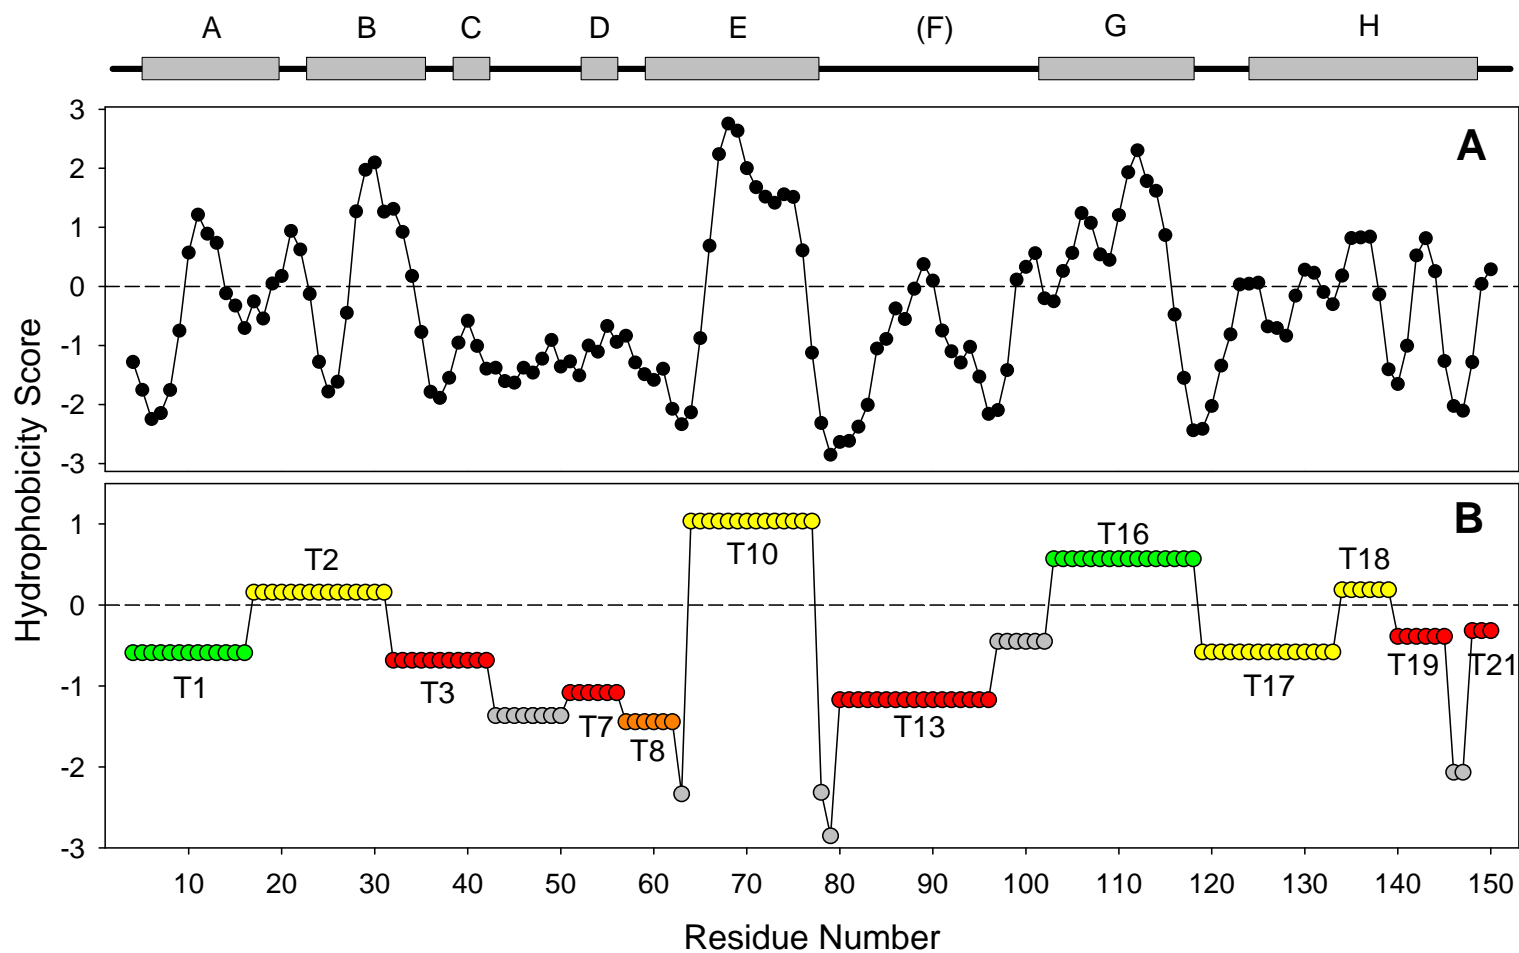 A B C D E (F) G H
3
2
1
0
-1
-2
-3
A
Hydrophobicity Score
1
0
-1
-2
-3
B
T1
T2
T3
T7
T8
T10
T13
T16
T17
T18
T19
T21
10 20 30 40 50 60 70 80 90 100 110 120 130 140 150
Residue Number